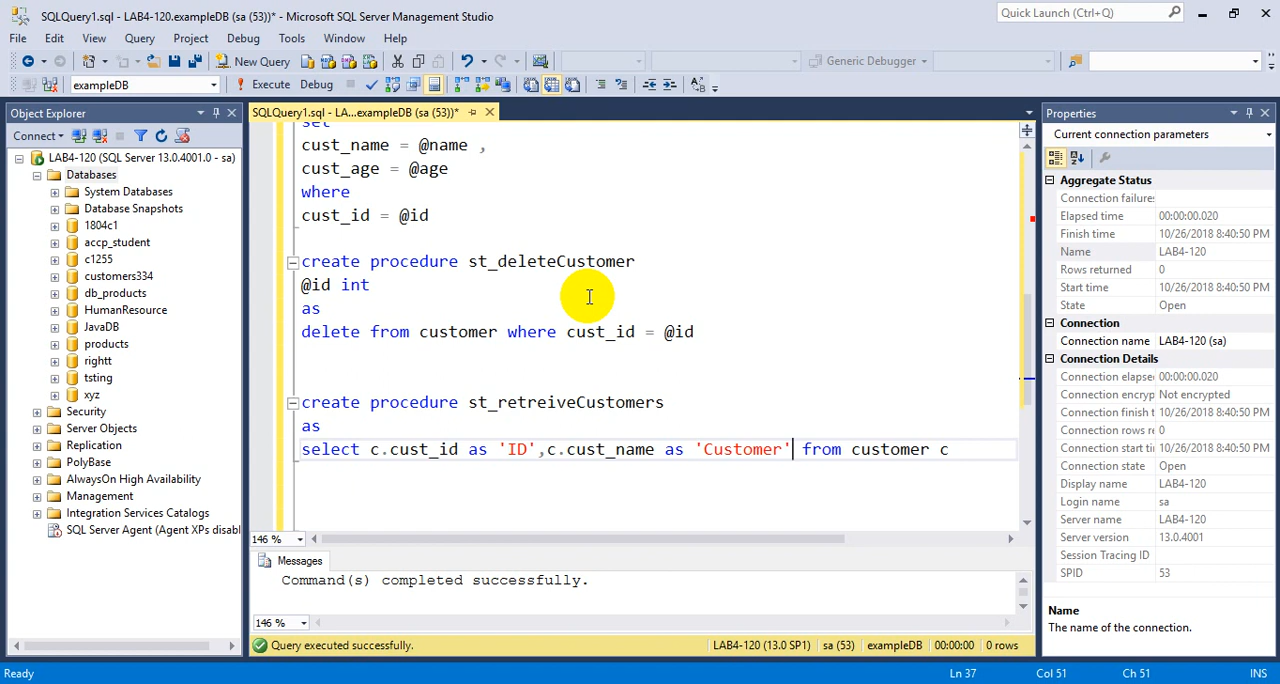 SQLQuery1.sql - LAB4-120.exampleDB (sa (53))* - Microsoft SQL Server Management Studio
Quick Launch (Ctrl+Q)
File Edit View Query Project Debug Tools Window Help
New Query
Generic Debugger
exampleDB
Execute Debug
Object Explorer
Connect
LAB4-120 (SQL Server 13.0.4001.0 - sa)
Databases
System Databases
Database Snapshots
1804c1
accp_student
c1255
customers334
db_products
HumanResource
JavaDB
products
rightt
tsting
xyz
Security
Server Objects
Replication
PolyBase
AlwaysOn High Availability
Management
Integration Services Catalogs
SQL Server Agent (Agent XPs disabl
SQLQuery1.sql - LA...exampleDB (sa (53))*
set
cust_name = @name ,
cust_age = @age
where
cust_id = @id
create procedure st_deleteCustomer
@id int
as
delete from customer where cust_id = @id
create procedure st_retreiveCustomers
as
select c.cust_id as 'ID',c.cust_name as 'Customer' from customer c
146 %
Messages
Command(s) completed successfully.
146 %
Query executed successfully.
LAB4-120 (13.0 SP1) sa (53) exampleDB 00:00:00 0 rows
Properties
Current connection parameters
Aggregate Status
Connection failures
Elapsed time 00:00:00.020
Finish time 10/26/2018 8:40:50 PM
Name LAB4-120
Rows returned 0
Start time 10/26/2018 8:40:50 PM
State Open
Connection
Connection name LAB4-120 (sa)
Connection Details
Connection elapse 00:00:00.020
Connection encryp Not encrypted
Connection finish t 10/26/2018 8:40:50 PM
Connection rows re 0
Connection start ti 10/26/2018 8:40:50 PM
Connection state Open
Display name LAB4-120
Login name sa
Server name LAB4-120
Server version 13.0.4001
Session Tracing ID
SPID 53
Name
The name of the connection.
Ready
Ln 37 Col 51 Ch 51 INS